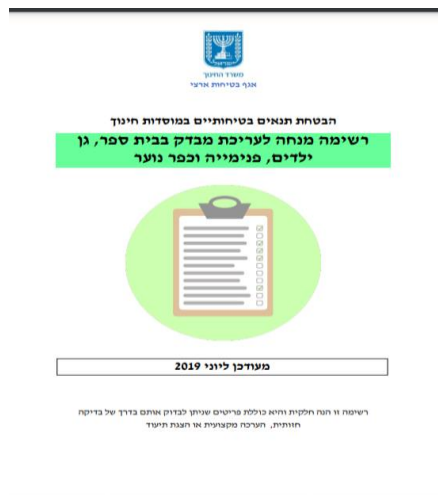 משרד החינוך
אגף בטיחות ארצי
הבטחת תנאים בטיחותיים במוסדות חינוך
רשימה מנחה לעריכת מבדק בבית ספר, גן
ילדים, פנימייה וכפר נוער
מעודכן ליוני 2019
רשימה זו הנה חלקית והיא כוללת פריטים שניתן לבדוק אותם בדרך של בדיקה
חזותית, הערכה מקצועית או הצגת תיעוד